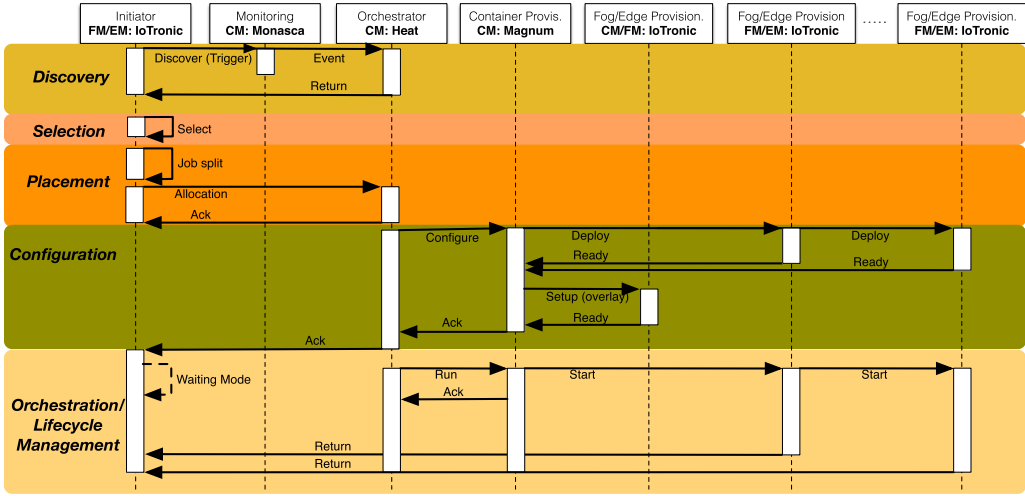 Initiator
FM/EM: IoTronic
Monitoring
CM: Monasca
Orchestrator
CM: Heat
Container Provis.
CM: Magnum
Fog/Edge Provision.
CM/FM: IoTronic
Fog/Edge Provision
FM/EM: IoTronic
.....
Fog/Edge Provision.
FM/EM: IoTronic
Discovery
Discover (Trigger)
Event
Return
Selection
Select
Placement
Job split
Allocation
Ack
Configuration
Configure
Deploy
Deploy
Ready
Ready
Setup (overlay)
Ready
Ack
Ack
Orchestration/
Lifecycle
Management
Waiting Mode
Run
Start
Start
Ack
Return
Return